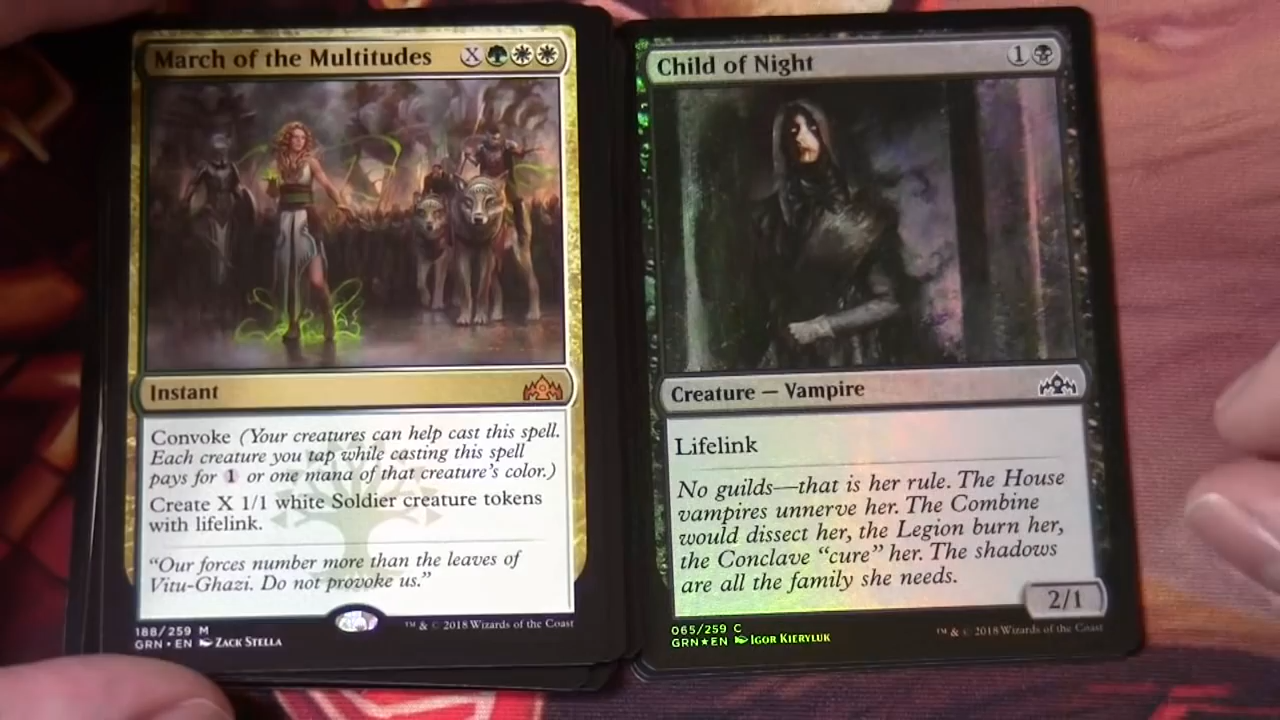 March of the Multitudes X
Instant
Convoke (Your creatures can help cast this spell.
Each creature you tap while casting this spell
pays for 1 or one mana of that creature's color.)
Create X 1/1 white Soldier creature tokens
with lifelink.
"Our forces number more than the leaves of
Vitu-Ghazi. Do not provoke us."
188/259 M
GRN • EN ZACK STELLA
™ & © 2018 Wizards of the Coast
Child of Night 1
Creature — Vampire
Lifelink
No guilds—that is her rule. The House
vampires unnerve her. The Combine
would dissect her, the Legion burn her,
the Conclave "cure" her. The shadows
are all the family she needs.
2/1
065/259 C
GRN★EN IGOR KIERYLUK
™ & © 2018 Wizards of the Coast